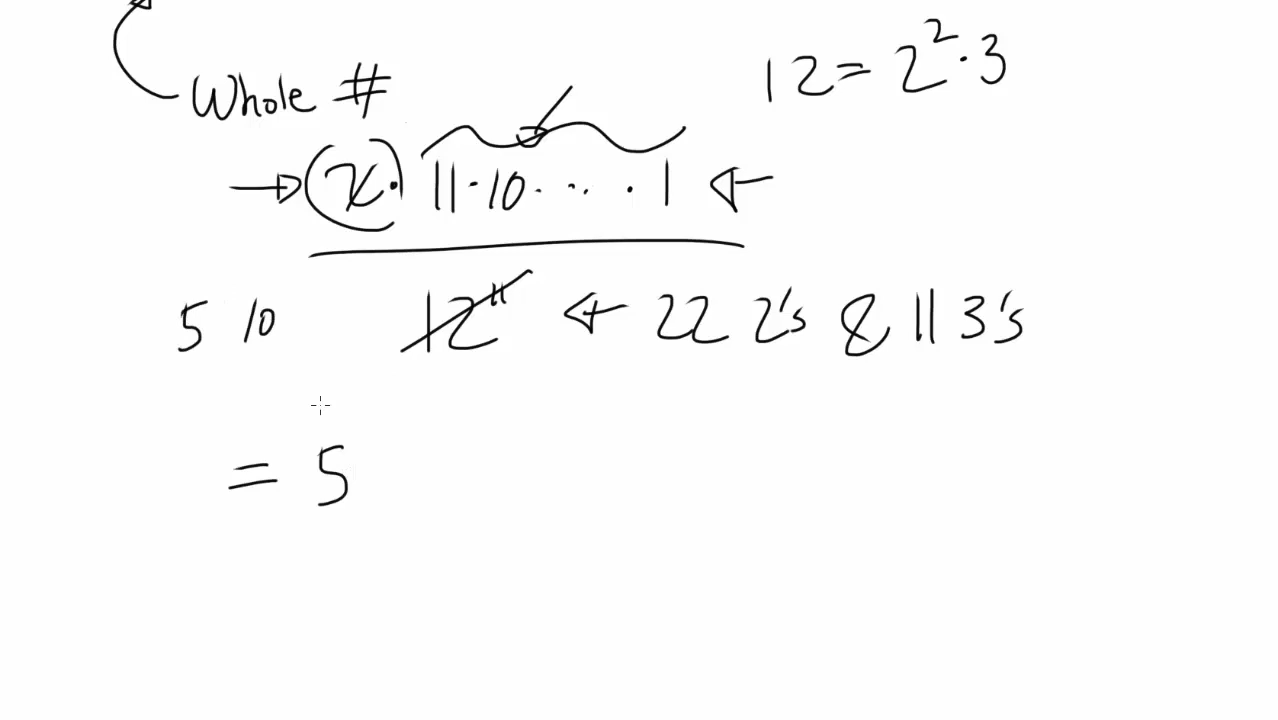 12 = 2² · 3
Whole #
(x ·) 11 · 10 · ... · 1
5 10 12¹¹ ← 22 2's & 11 3's
= 5